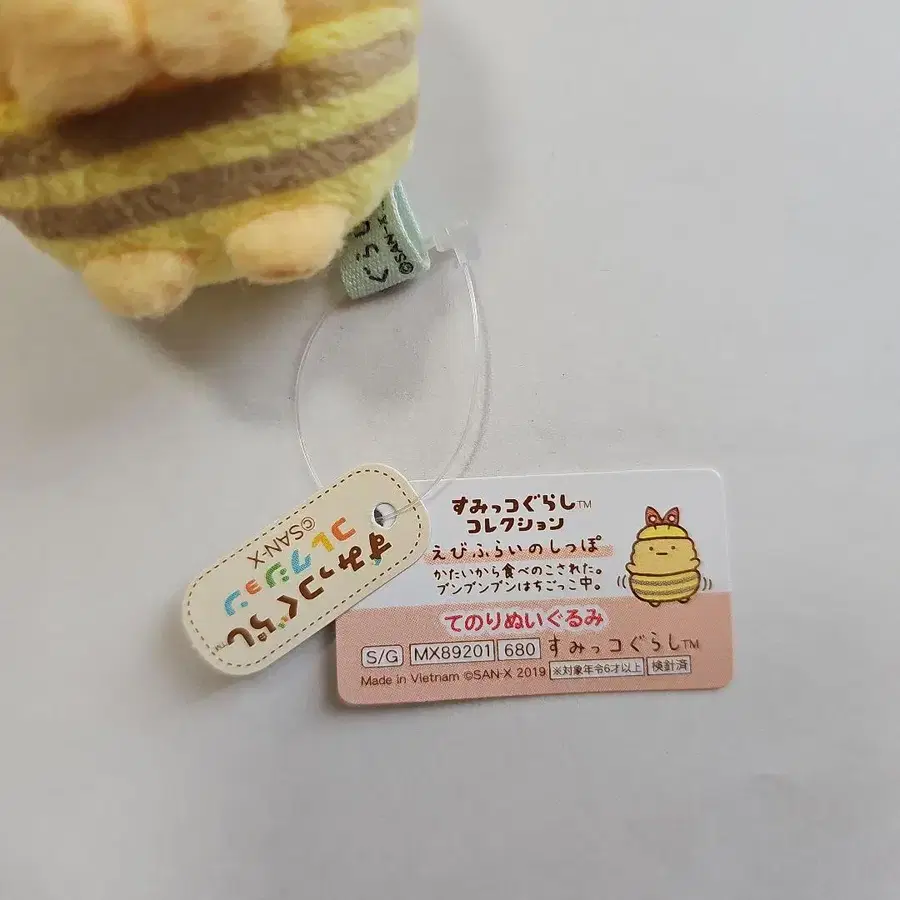 ぐら
©SAN-X
すみっコぐらし™
コレクション
©SAN-X
すみっコぐらし™
コレクション
えびふらいのしっぽ
かたいから食べのこされた。
ブンブンブンはちごっこ中。
てのりぬいぐるみ
S/G MX89201 680 すみっコぐらし™
Made in Vietnam ©SAN-X 2019 ※対象年令6才以上 検針済